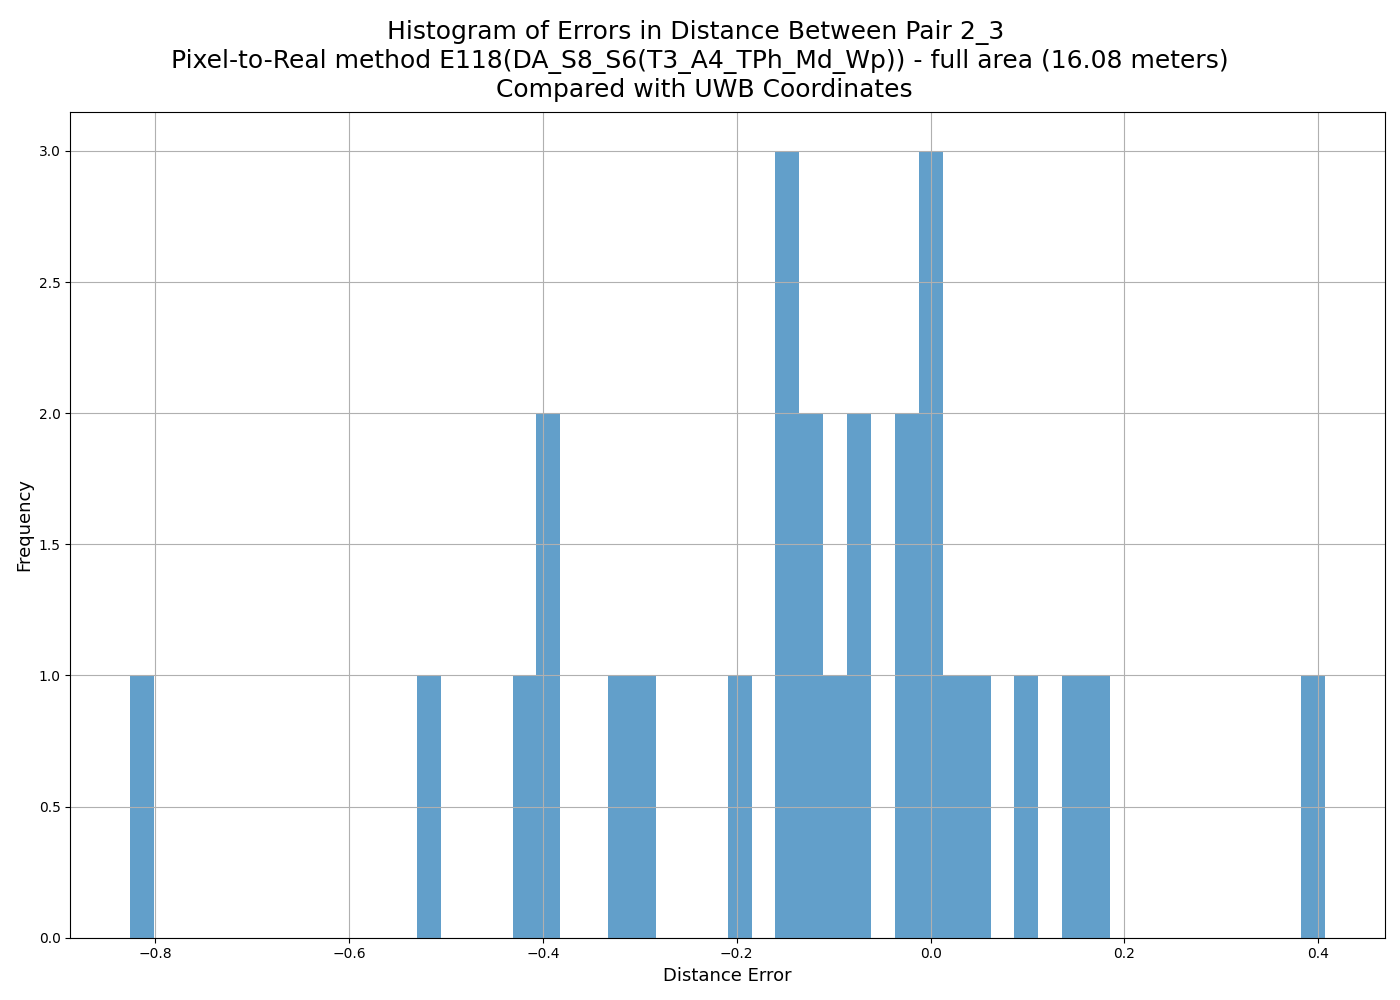 Histogram of Errors in Distance Between Pair 2_3
Pixel-to-Real method E118(DA_S8_S6(T3_A4_TPh_Md_Wp)) - full area (16.08 meters)
Compared with UWB Coordinates
3.0
2.5
2.0
1.5
1.0
0.5
0.0
Frequency
−0.8 −0.6 −0.4 −0.2 0.0 0.2 0.4
Distance Error